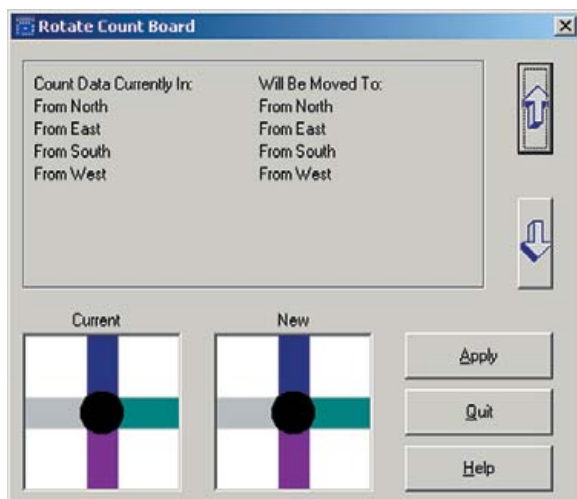 Rotate Count Board
Count Data Currently In: Will Be Moved To:
From North From North
From East From East
From South From South
From West From West
Current New
Apply
Quit
Help